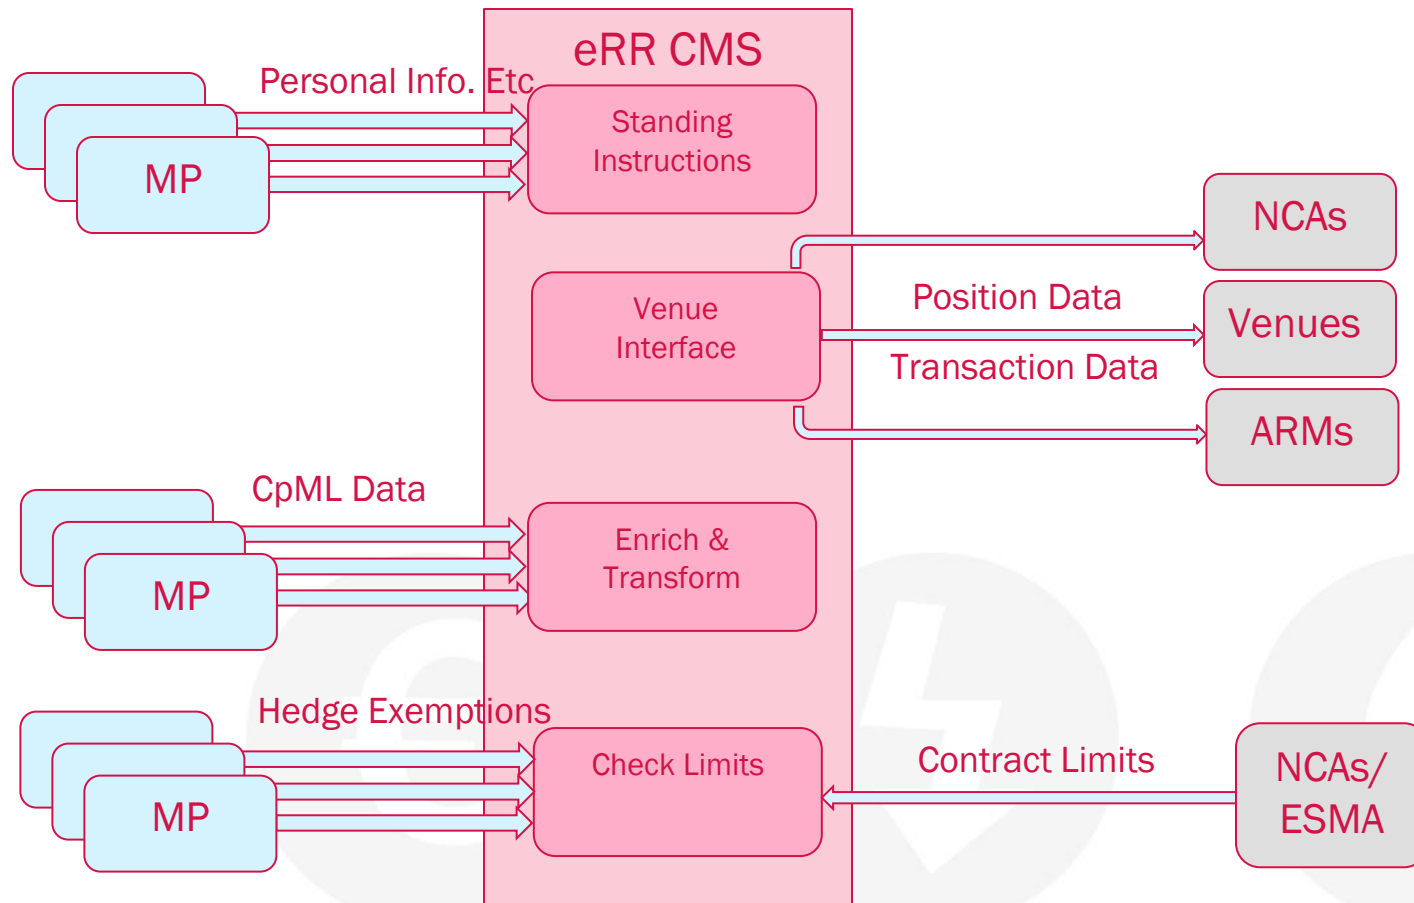 eRR CMS
Personal Info. Etc
MP
Standing
Instructions
NCAs
Venue
Interface
Position Data
Transaction Data
Venues
ARMs
CpML Data
MP
Enrich &
Transform
Hedge Exemptions
MP
Check Limits
Contract Limits
NCAs/
ESMA